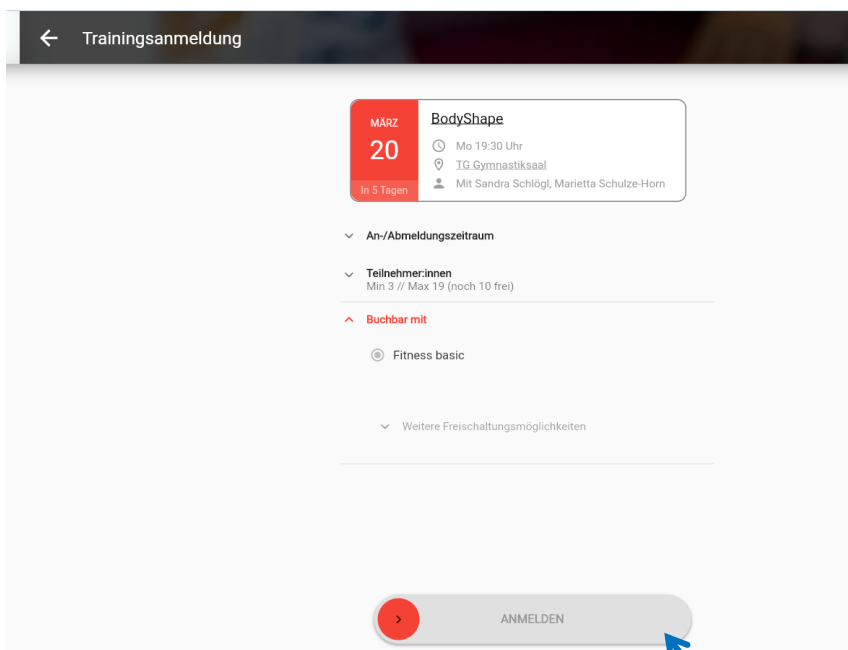 Trainingsanmeldung
MÄRZ
20
In 5 Tagen
BodyShape
Mo 19:30 Uhr
TG Gymnastiksaal
Mit Sandra Schlögl, Marietta Schulze-Horn
An-/Abmeldungszeitraum
Teilnehmer:innen
Min 3 // Max 19 (noch 10 frei)
Buchbar mit
Fitness basic
Weitere Freischaltungsmöglichkeiten
ANMELDEN